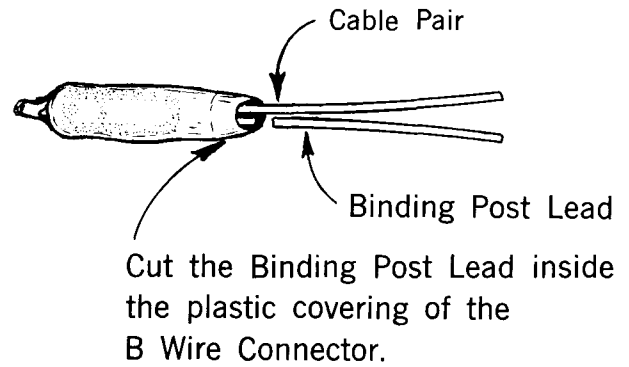 Cable Pair
Binding Post Lead
Cut the Binding Post Lead inside
the plastic covering of the
B Wire Connector.